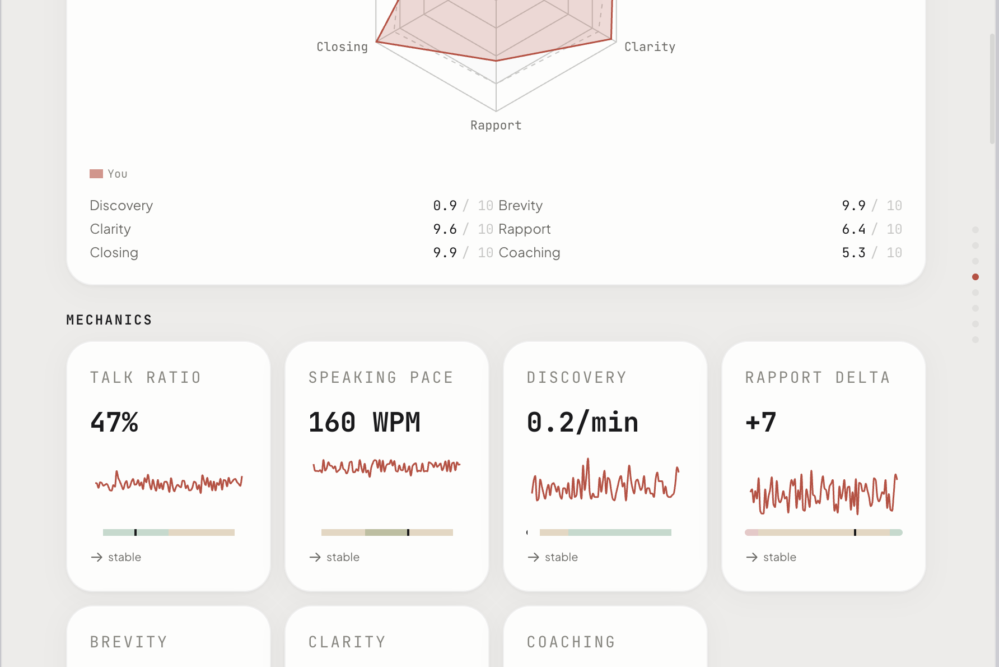 Closing
Clarity
Rapport
You
Discovery 0.9 / 10 Brevity 9.9 / 10
Clarity 9.6 / 10 Rapport 6.4 / 10
Closing 9.9 / 10 Coaching 5.3 / 10
MECHANICS
TALK RATIO
47%
→ stable
SPEAKING PACE
160 WPM
→ stable
DISCOVERY
0.2/min
→ stable
RAPPORT DELTA
+7
→ stable
BREVITY
CLARITY
COACHING